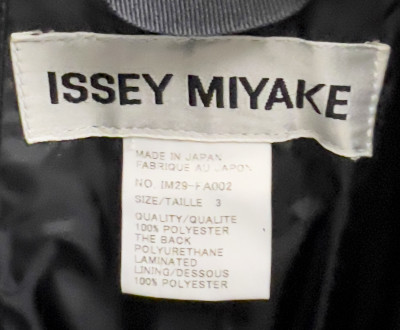 ISSEY MIYAKE
MADE IN JAPAN
FABRIQUE AU JAPON
NO. IM29-FA002
SIZE/TAILLE 3
QUALITY/QUALITE
100% POLYESTER
THE BACK
POLYURETHANE
LAMINATED
LINING/DESSOUS
100% POLYESTER